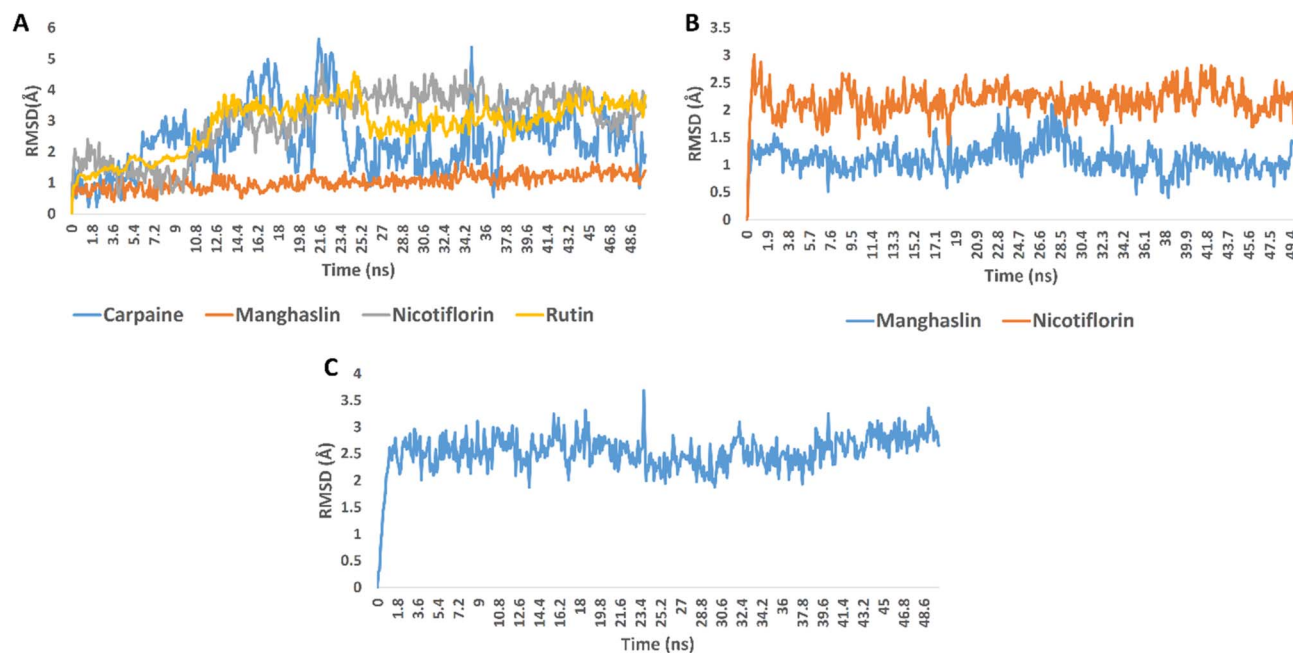 A
6
5
4
3
2
1
0
RMSD(Å)
0 1.8 3.6 5.4 7.2 9 10.8 12.6 14.4 16.2 18 19.8 21.6 23.4 25.2 27 28.8 30.6 32.4 34.2 36 37.8 39.6 41.4 43.2 45 46.8 48.6
Time (ns)
Carpaine Manghaslin Nicotiflorin Rutin
B
3.5
3
2.5
2
1.5
1
0.5
0
RMSD (Å)
0 1.9 3.8 5.7 7.6 9.5 11.4 13.3 15.2 17.1 19 20.9 22.8 24.7 26.6 28.5 30.4 32.3 34.2 36.1 38 39.9 41.8 43.7 45.6 47.5 49.4
Time (ns)
Manghaslin Nicotiflorin
C
4
3.5
3
2.5
2
1.5
1
0.5
0
RMSD (Å)
0 1.8 3.6 5.4 7.2 9 10.8 12.6 14.4 16.2 18 19.8 21.6 23.4 25.2 27 28.8 30.6 32.4 34.2 36 37.8 39.6 41.4 43.2 45 46.8 48.6
Time (ns)